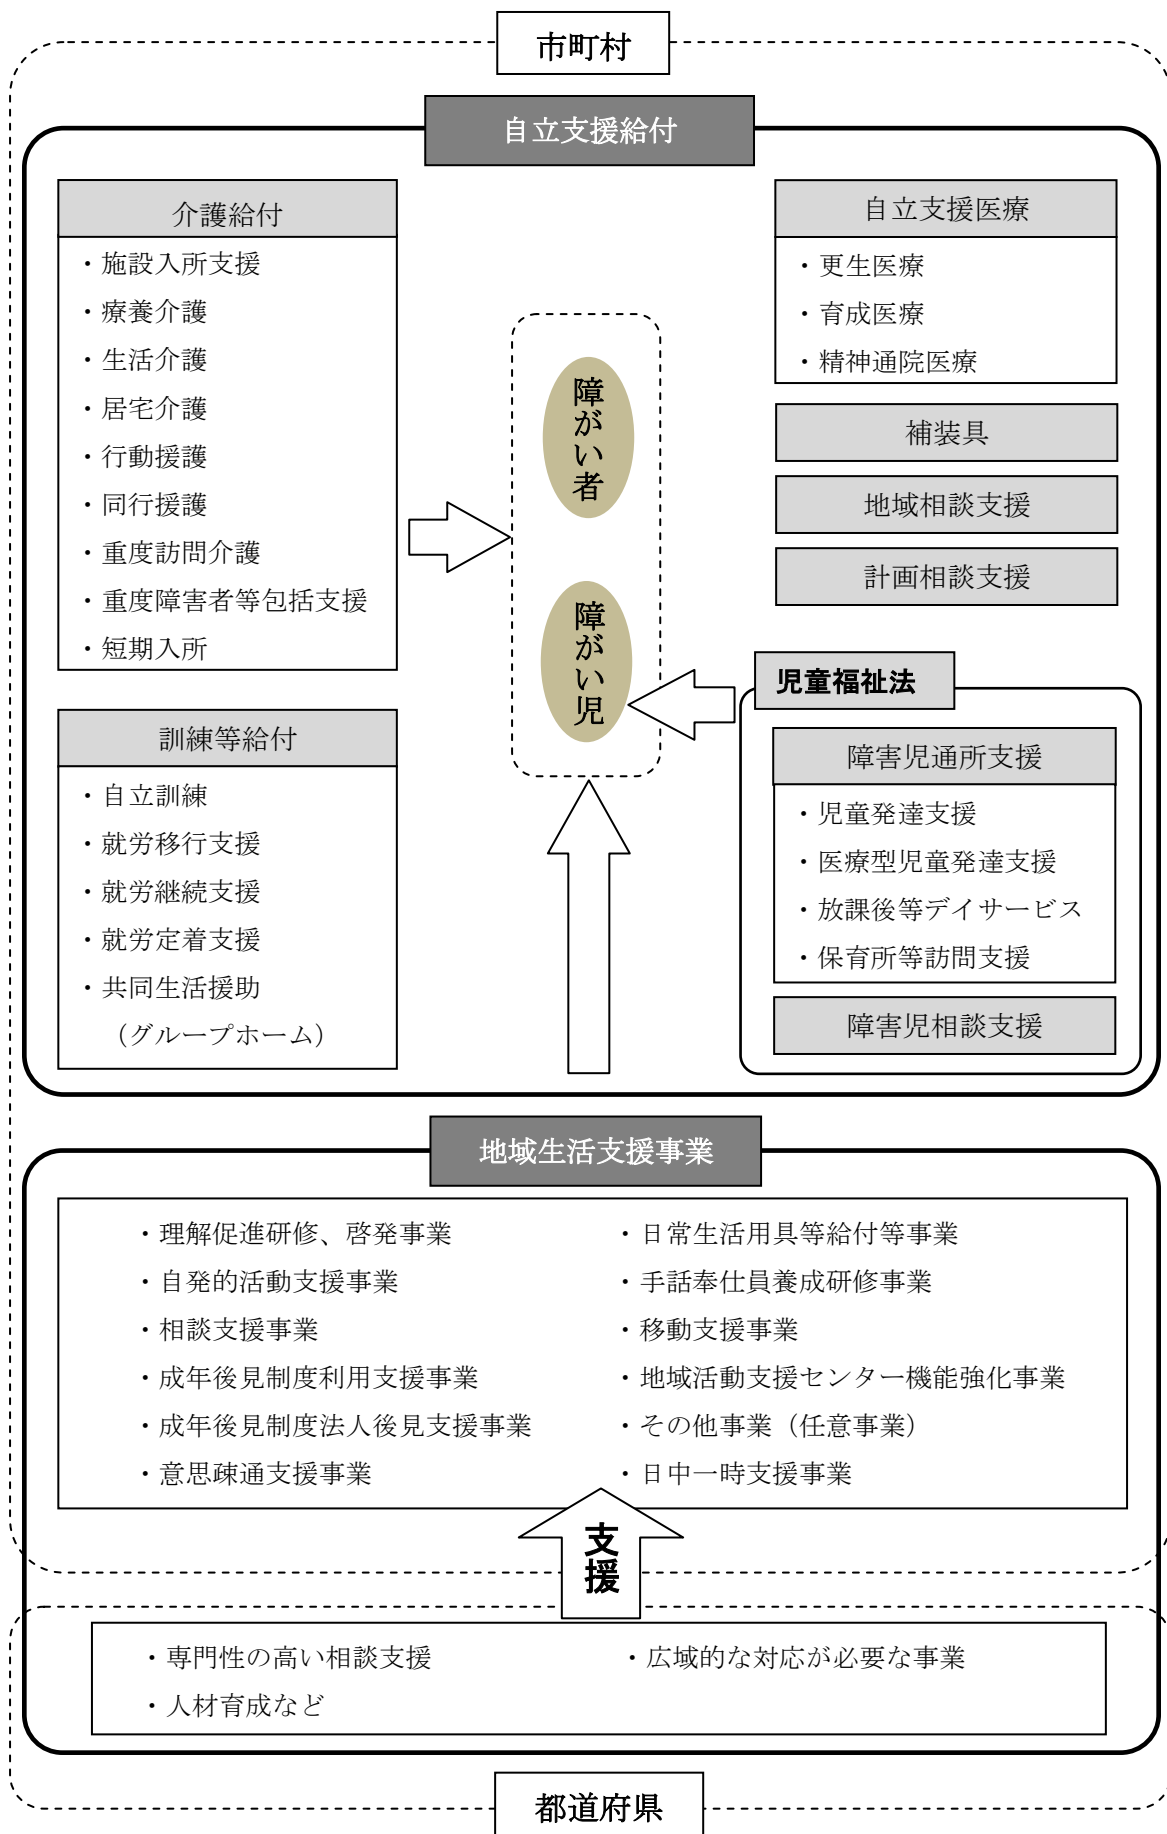 市町村
自立支援給付
介護給付
・施設入所支援
・療養介護
・生活介護
・居宅介護
・行動援護
・同行援護
・重度訪問介護
・重度障害者等包括支援
・短期入所
訓練等給付
・自立訓練
・就労移行支援
・就労継続支援
・就労定着支援
・共同生活援助
（グループホーム）
障がい者
障がい児
自立支援医療
・更生医療
・育成医療
・精神通院医療
補装具
地域相談支援
計画相談支援
児童福祉法
障害児通所支援
・児童発達支援
・医療型児童発達支援
・放課後等デイサービス
・保育所等訪問支援
障害児相談支援
地域生活支援事業
・理解促進研修、啓発事業
・自発的活動支援事業
・相談支援事業
・成年後見制度利用支援事業
・成年後見制度法人後見支援事業
・意思疎通支援事業
・日常生活用具等給付等事業
・手話奉仕員養成研修事業
・移動支援事業
・地域活動支援センター機能強化事業
・その他事業（任意事業）
・日中一時支援事業
支援
・専門性の高い相談支援
・広域的な対応が必要な事業
・人材育成など
都道府県